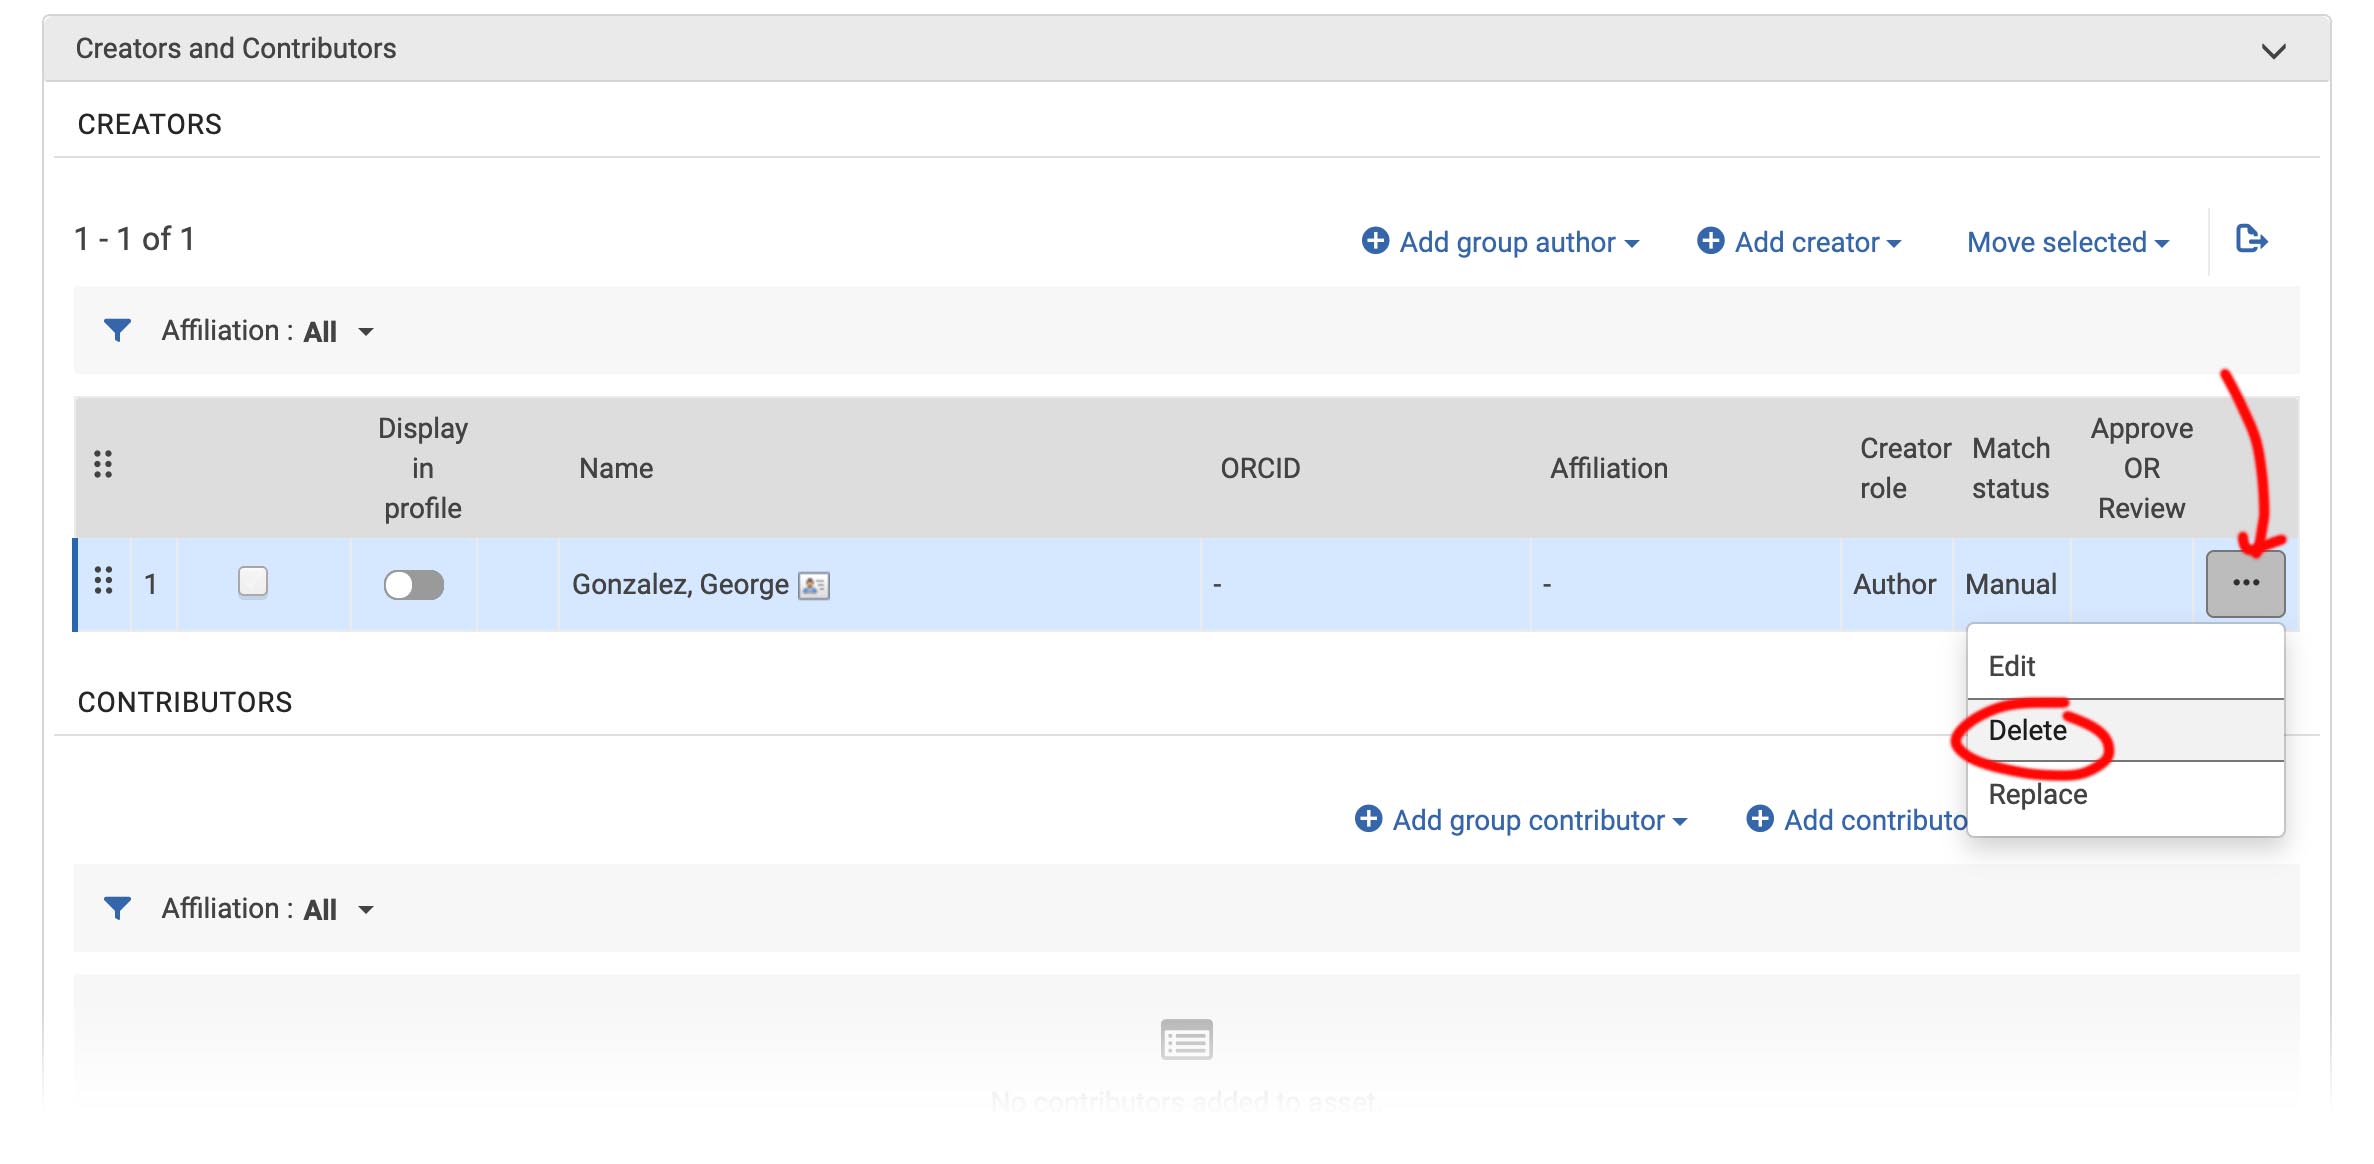 Creators and Contributors
CREATORS
1 - 1 of 1
Add group author
Add creator
Move selected
Affiliation : All
Display
in
profile
Name
ORCID
Affiliation
Creator
role
Match
status
Approve
OR
Review
1
Gonzalez, George
-
-
Author
Manual
...
Edit
Delete
Replace
CONTRIBUTORS
Add group contributor
Add contributo
Affiliation : All
No contributors added to asset.